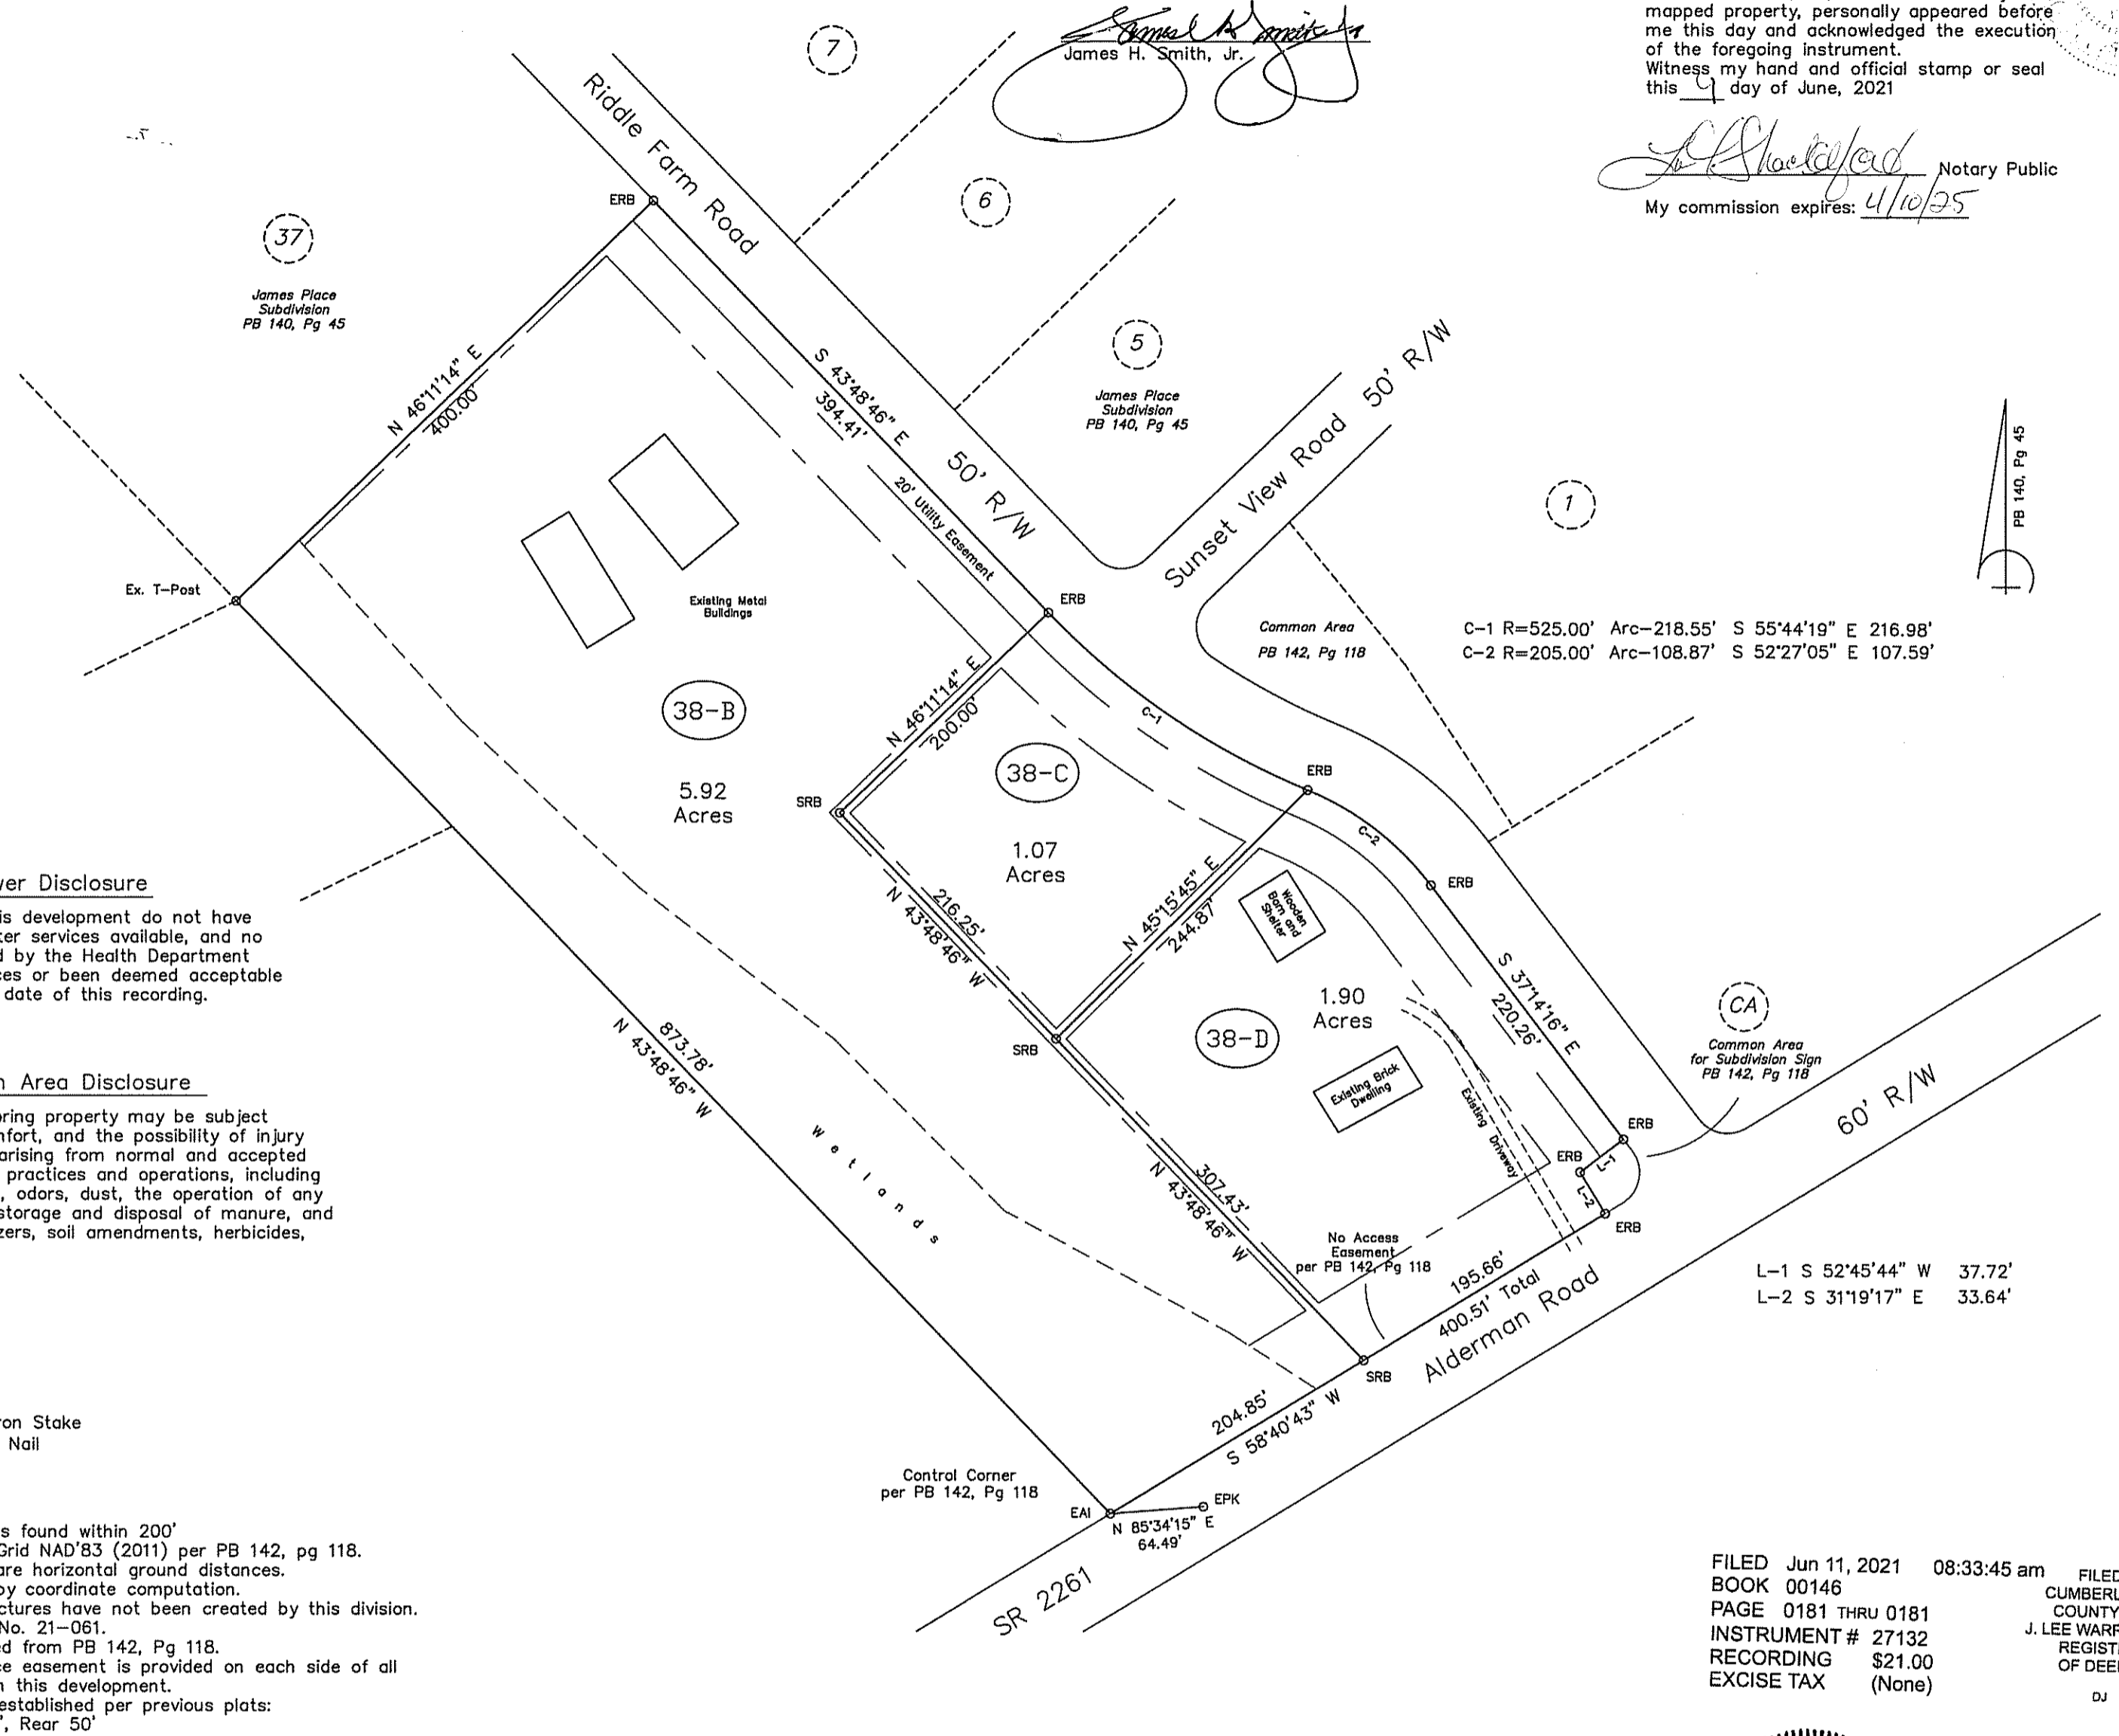 7
James H. Smith, Jr.
mapped property, personally appeared before
me this day and acknowledged the execution
of the foregoing instrument.
Witness my hand and official stamp or seal
this 9 day of June, 2021
Notary Public
My commission expires: 4/10/25
Riddle Farm Road
50' R/W
ERB
6
37
James Place
Subdivision
PB 140, Pg 45
5
James Place
Subdivision
PB 140, Pg 45
Sunset View Road 50' R/W
1
PB 140, Pg 45
N 46°11'14" E
400.00'
S 43°48'46" E
394.41'
20' Utility Easement
Ex. T-Post
Existing Metal
Buildings
ERB
Common Area
PB 142, Pg 118
C-1 R=525.00' Arc-218.55' S 55°44'19" E 216.98'
C-2 R=205.00' Arc-108.87' S 52°27'05" E 107.59'
38-B
5.92
Acres
N 46°11'14" E
200.00'
SRB
38-C
1.07
Acres
C-1
ERB
C-2
ERB
216.25'
N 43°48'46" W
N 45°15'45" E
244.87'
Wooden
Barn and
Shelter
1.90
Acres
38-D
SRB
Existing Brick
Dwelling
Existing Driveway
S 37°14'16" E
220.26'
CA
Common Area
for Subdivision Sign
PB 142, Pg 118
ERB
ERB
L-1
L-2
ERB
60' R/W
873.78'
N 43°48'46" W
Wetlands
307.43'
N 43°48'46" W
No Access
Easement
per PB 142, Pg 118
195.66'
400.51' Total
Alderman Road
SRB
L-1 S 52°45'44" W 37.72'
L-2 S 31°19'17" E 33.64'
204.85'
S 58°40'43" W
Control Corner
per PB 142, Pg 118
EAI
EPK
N 85°34'15" E
64.49'
SR 2261
ver Disclosure
is development do not have
ter services available, and no
d by the Health Department
ces or been deemed acceptable
date of this recording.
n Area Disclosure
oring property may be subject
nfort, and the possibility of injury
arising from normal and accepted
practices and operations, including
, odors, dust, the operation of any
storage and disposal of manure, and
zers, soil amendments, herbicides,
ron Stake
Nail
s found within 200'
Grid NAD'83 (2011) per PB 142, pg 118.
are horizontal ground distances.
by coordinate computation.
ctures have not been created by this division.
No. 21-061.
ed from PB 142, Pg 118.
ce easement is provided on each side of all
n this development.
established per previous plats:
', Rear 50'
FILED Jun 11, 2021 08:33:45 am
BOOK 00146
PAGE 0181 THRU 0181
INSTRUMENT # 27132
RECORDING $21.00
EXCISE TAX (None)
FILED
CUMBERL
COUNTY
J. LEE WARR
REGIST
OF DEE
DJ